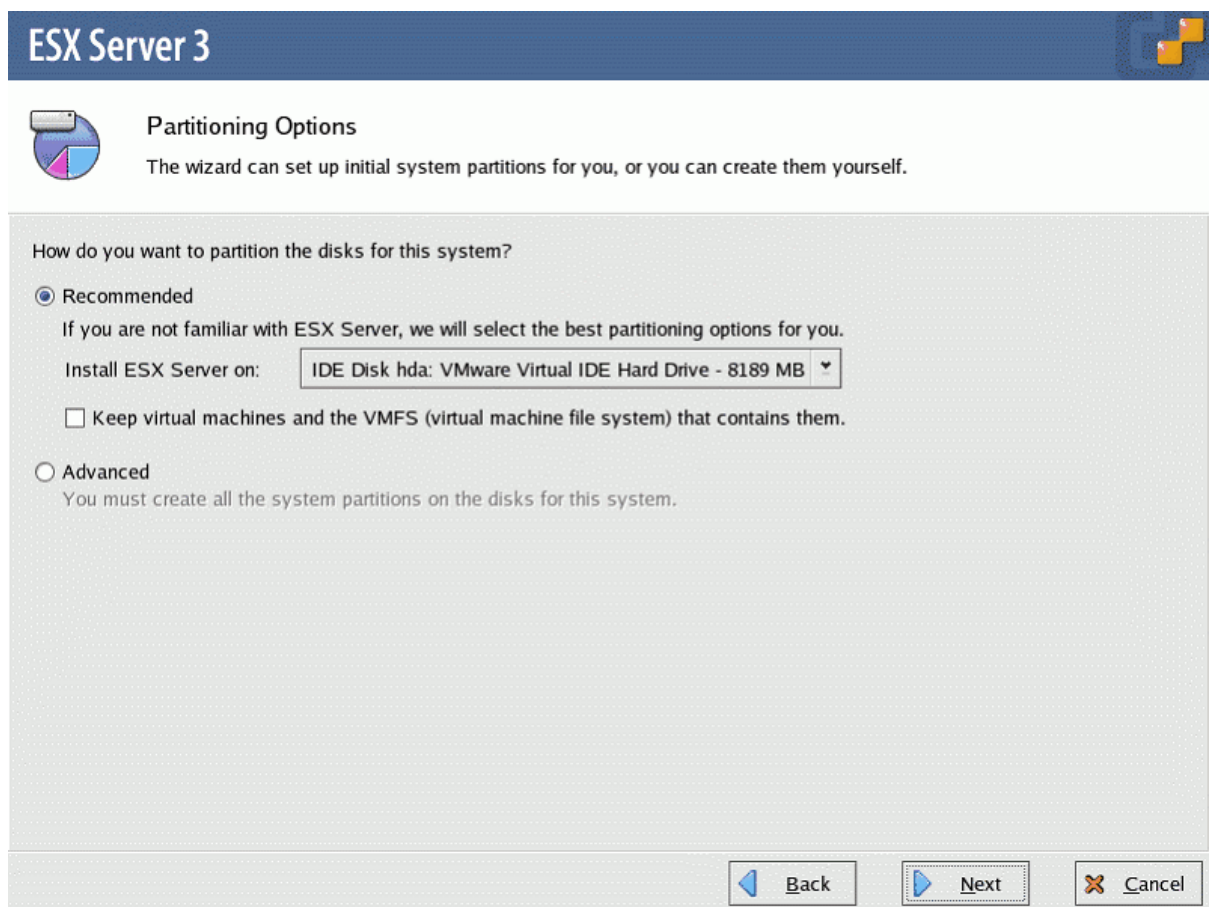 ESX Server 3
Partitioning Options
The wizard can set up initial system partitions for you, or you can create them yourself.
How do you want to partition the disks for this system?
Recommended
If you are not familiar with ESX Server, we will select the best partitioning options for you.
Install ESX Server on: IDE Disk hda: VMware Virtual IDE Hard Drive - 8189 MB
Keep virtual machines and the VMFS (virtual machine file system) that contains them.
Advanced
You must create all the system partitions on the disks for this system.
Back Next Cancel